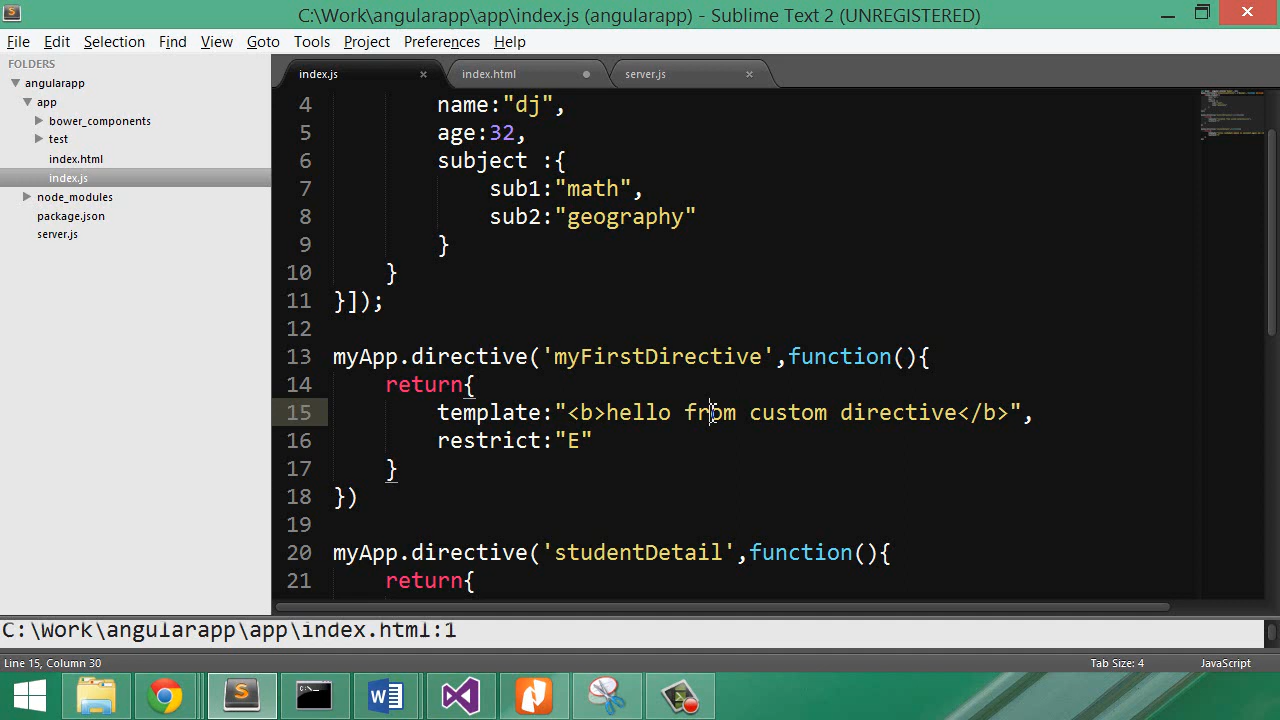 C:\Work\angularapp\app\index.js (angularapp) - Sublime Text 2 (UNREGISTERED)
File Edit Selection Find View Goto Tools Project Preferences Help
FOLDERS
angularapp
app
bower_components
test
index.html
index.js
node_modules
package.json
server.js
index.js index.html server.js
4 name:"dj",
5 age:32,
6 subject :{
7 sub1:"math",
8 sub2:"geography"
9 }
10 }
11 }]);
12
13 myApp.directive('myFirstDirective',function(){
14 return{
15 template:"<b>hello from custom directive</b>",
16 restrict:"E"
17 }
18 })
19
20 myApp.directive('studentDetail',function(){
21 return{
C:\Work\angularapp\app\index.html:1
Line 15, Column 30 Tab Size: 4 JavaScript